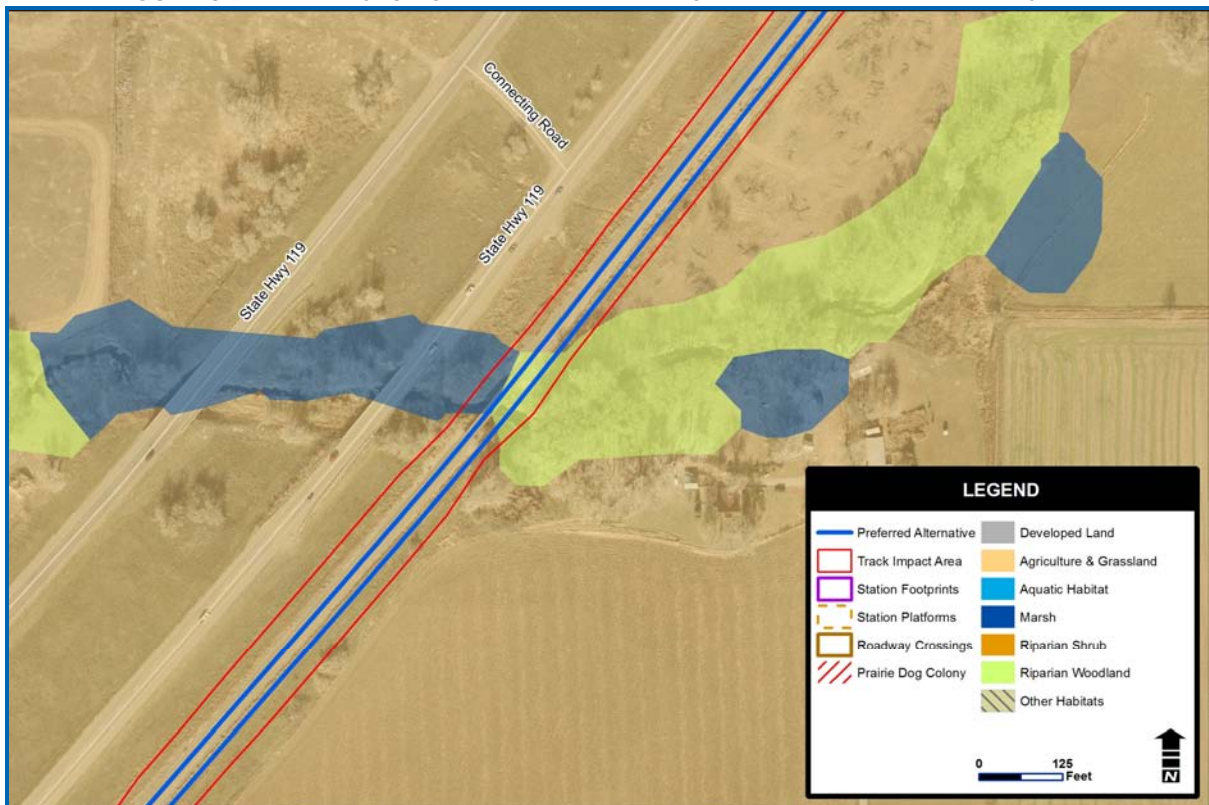 Connecting Road
State Hwy 119
State Hwy 119
LEGEND
Preferred Alternative
Track Impact Area
Station Footprints
Station Platforms
Roadway Crossings
Prairie Dog Colony
Developed Land
Agriculture & Grassland
Aquatic Habitat
Marsh
Riparian Shrub
Riparian Woodland
Other Habitats
0 125
Feet
N